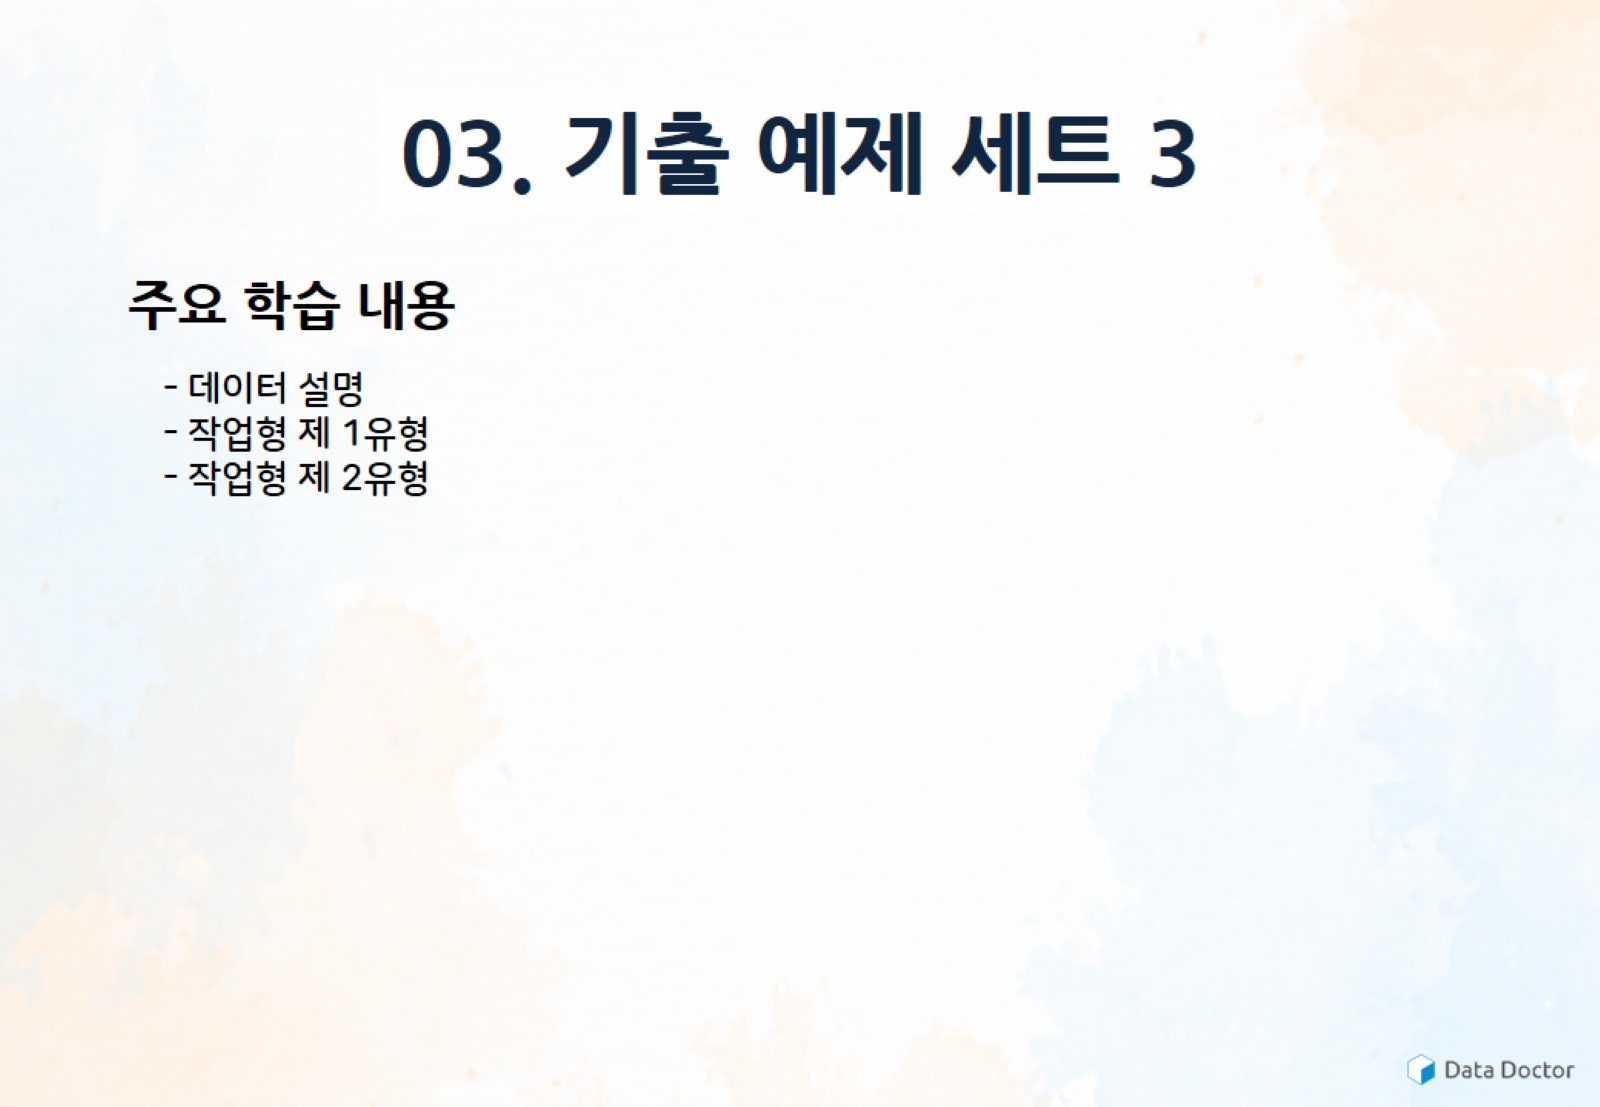 03. 기출 예제 세트 3
주요 학습 내용
- 데이터 설명
- 작업형 제 1유형
- 작업형 제 2유형
Data Doctor